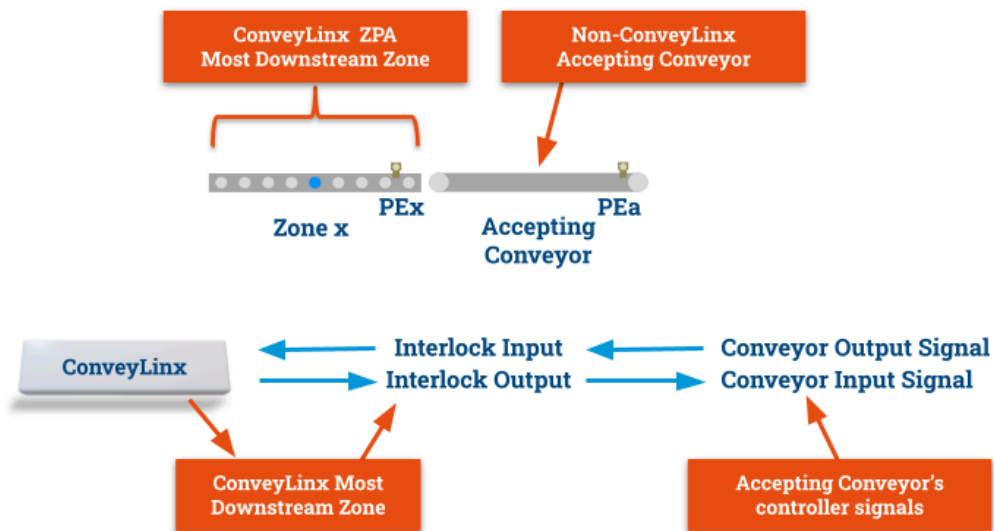 ConveyLinx ZPA
Most Downstream Zone
Non-ConveyLinx
Accepting Conveyor
PEx
PEa
Zone x
Accepting
Conveyor
ConveyLinx
Interlock Input
Conveyor Output Signal
Interlock Output
Conveyor Input Signal
ConveyLinx Most
Downstream Zone
Accepting Conveyor's
controller signals